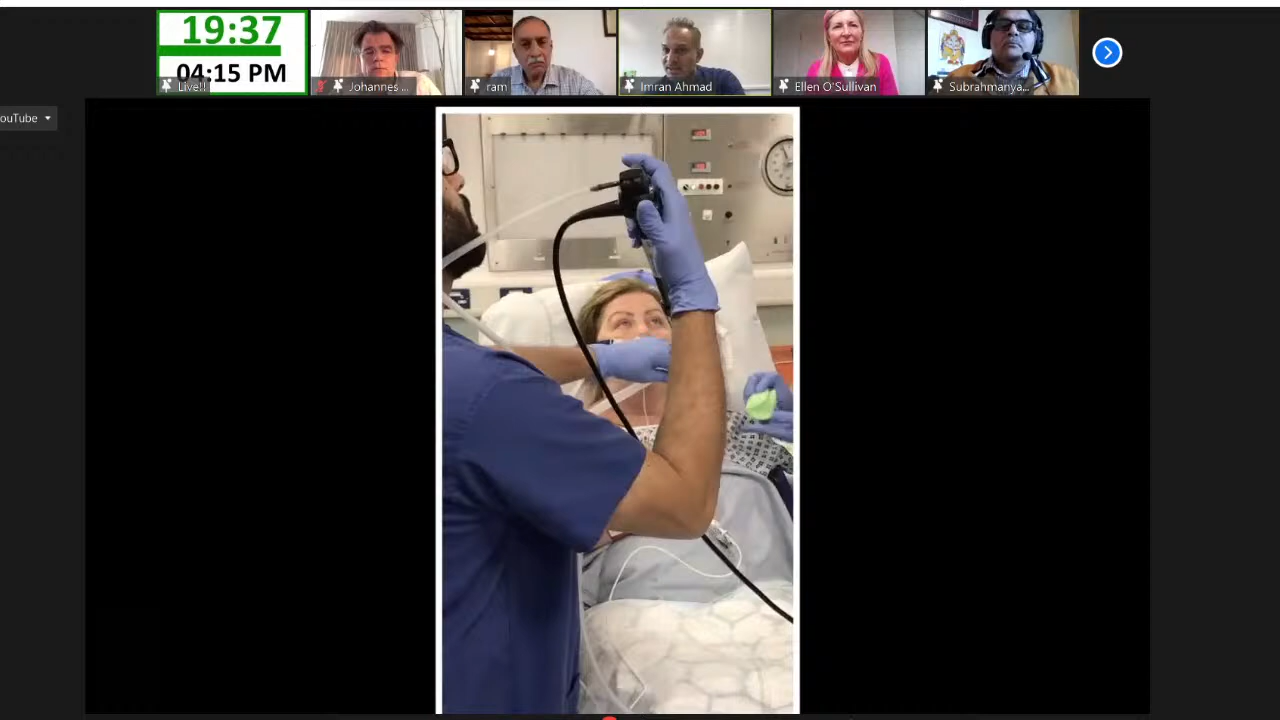 19:37
04:15 PM
Live!!
Johannes ...
ram
Imran Ahmad
Ellen O'Sullivan
Subrahmanya...
ouTube